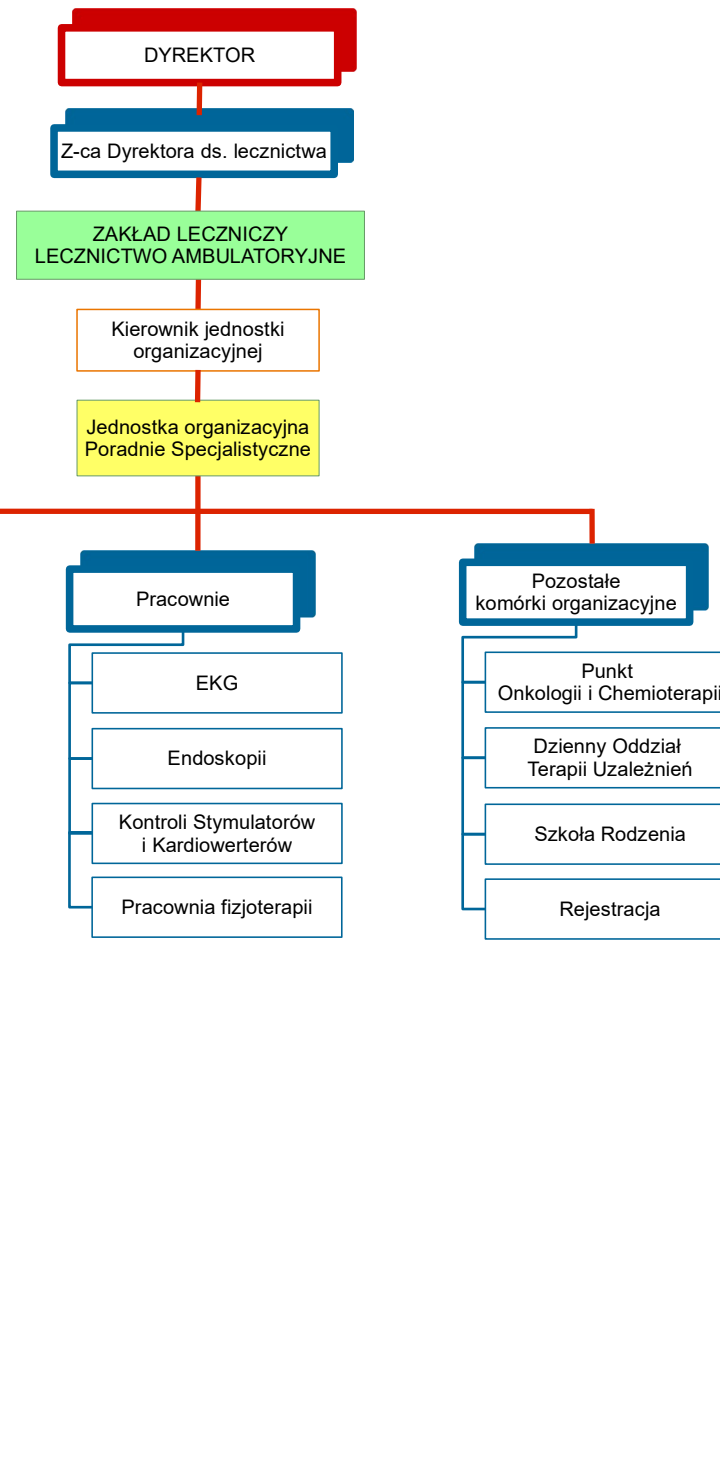 DYREKTOR
Z-ca Dyrektora ds. lecznictwa
ZAKŁAD LECZNICZY
LECZNICTWO AMBULATORYJNE
Kierownik jednostki
organizacyjnej
Jednostka organizacyjna
Poradnie Specjalistyczne
Pracownie
EKG
Endoskopii
Kontroli Stymulatorów
i Kardiowerterów
Pracownia fizjoterapii
Pozostałe
komórki organizacyjne
Punkt
Onkologii i Chemioterapii
Dzienny Oddział
Terapii Uzależnień
Szkoła Rodzenia
Rejestracja